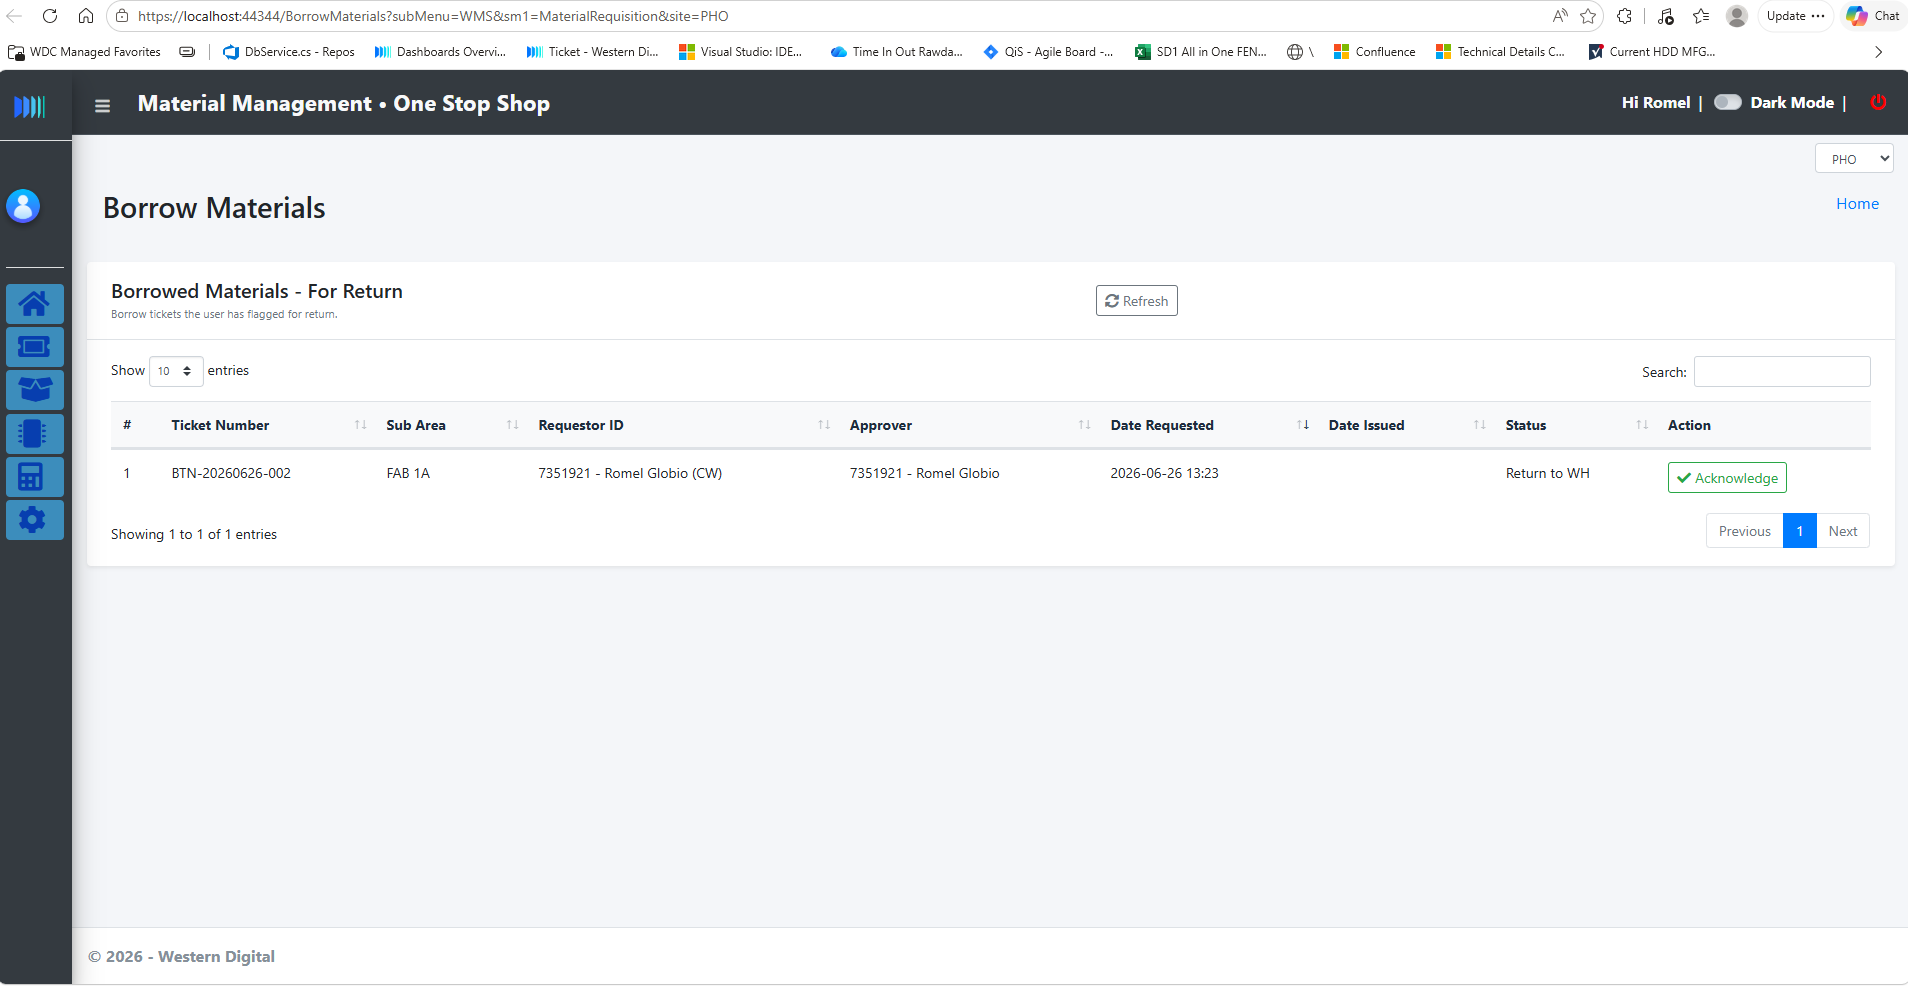 https://localhost:44344/BorrowMaterials?subMenu=WMS&sm1=MaterialRequisition&site=PHO
Update
Chat
WDC Managed Favorites
DbService.cs - Repos
Dashboards Overvi...
Ticket - Western Di...
Visual Studio: IDE...
Time In Out Rawda...
QiS - Agile Board -...
SD1 All in One FEN...
\
Confluence
Technical Details C...
Current HDD MFG...
Material Management • One Stop Shop
Hi Romel | Dark Mode |
PHO
Borrow Materials
Home
Borrowed Materials - For Return
Borrow tickets the user has flagged for return.
Refresh
Show 10 entries
Search:
# Ticket Number Sub Area Requestor ID Approver Date Requested Date Issued Status Action
1 BTN-20260626-002 FAB 1A 7351921 - Romel Globio (CW) 7351921 - Romel Globio 2026-06-26 13:23 Return to WH Acknowledge
Showing 1 to 1 of 1 entries
Previous 1 Next
© 2026 - Western Digital